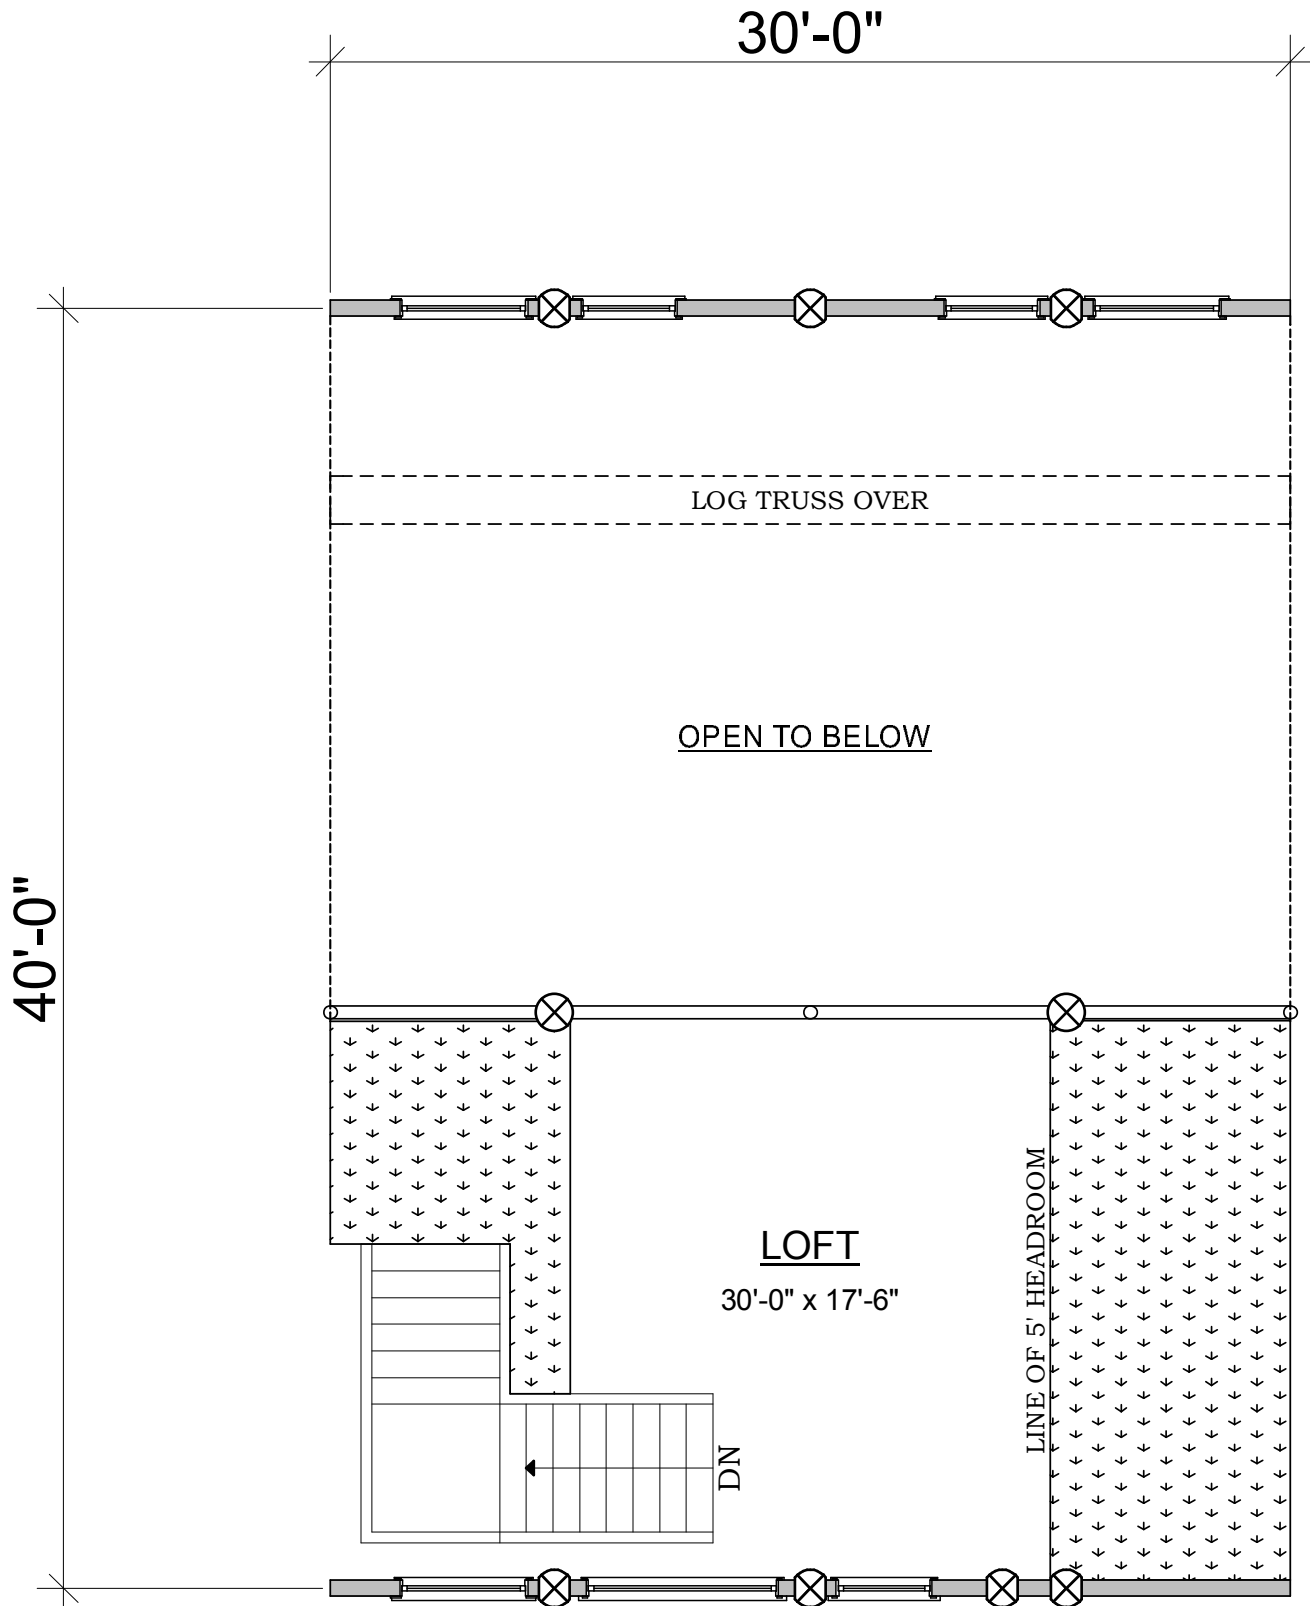 30'-0"
LOG TRUSS OVER
OPEN TO BELOW
40'-0"
LOFT
30'-0" x 17'-6"
LINE OF 5' HEADROOM
DN